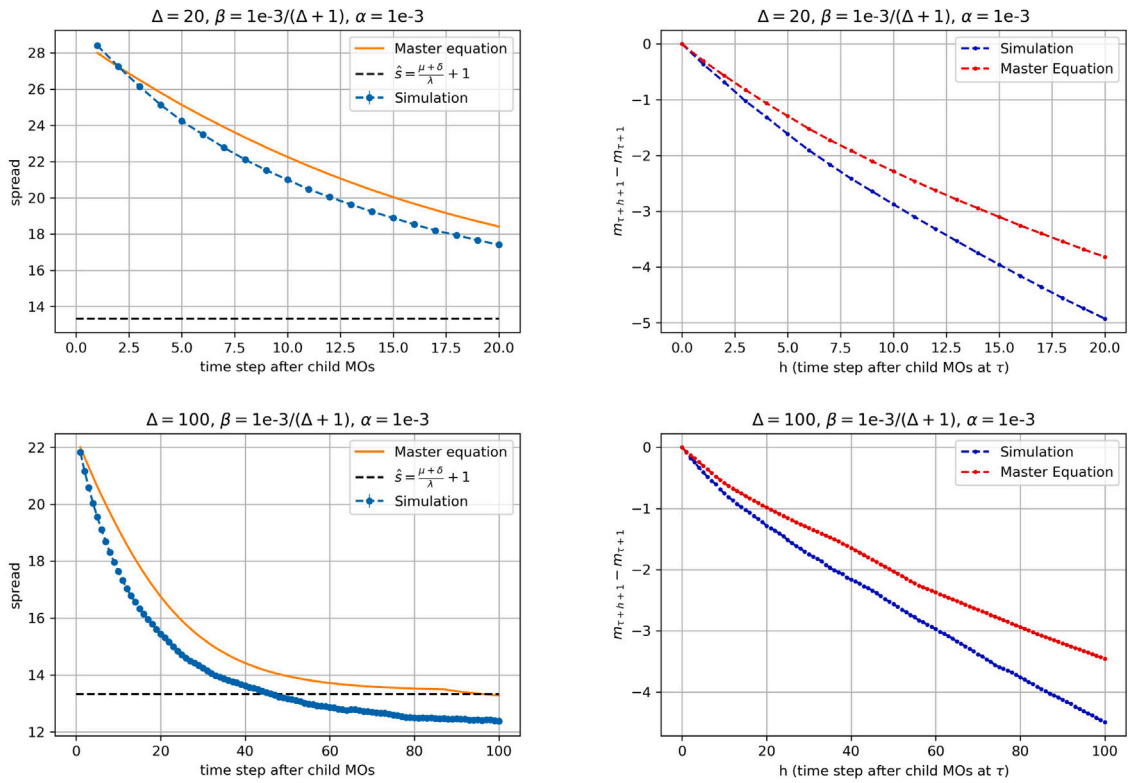 Δ = 20, β = 1e-3/(Δ + 1), α = 1e-3
28
26
24
22
20
18
16
14
spread
0.0 2.5 5.0 7.5 10.0 12.5 15.0 17.5 20.0
time step after child MOs
Master equation
ŝ = (μ+δ)/λ + 1
Simulation
Δ = 20, β = 1e-3/(Δ + 1), α = 1e-3
0
−1
−2
−3
−4
−5
m_{τ+h+1} − m_{τ+1}
0.0 2.5 5.0 7.5 10.0 12.5 15.0 17.5 20.0
h (time step after child MOs at τ)
Simulation
Master Equation
Δ = 100, β = 1e-3/(Δ + 1), α = 1e-3
22
20
18
16
14
12
spread
0 20 40 60 80 100
time step after child MOs
Master equation
ŝ = (μ+δ)/λ + 1
Simulation
Δ = 100, β = 1e-3/(Δ + 1), α = 1e-3
0
−1
−2
−3
−4
m_{τ+h+1} − m_{τ+1}
0 20 40 60 80 100
h (time step after child MOs at τ)
Simulation
Master Equation